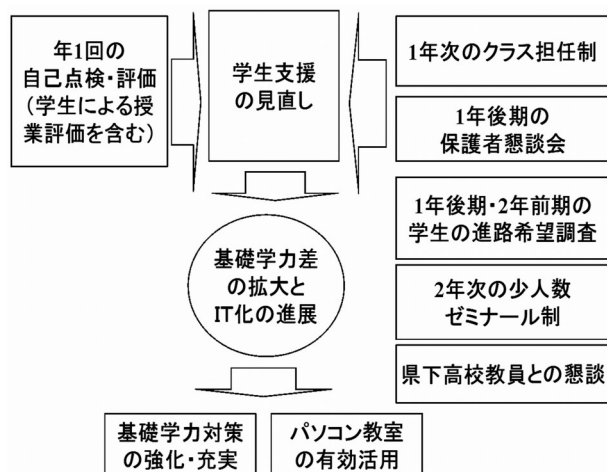 年1回の
自己点検・評価
(学生による授
業評価を含む)
学生支援
の見直し
1年次のクラス担任制
1年後期の
保護者懇談会
1年後期・2年前期の
学生の進路希望調査
2年次の少人数
ゼミナール制
県下高校教員との懇談
基礎学力差
の拡大と
IT化の進展
基礎学力対策
の強化・充実
パソコン教室
の有効活用